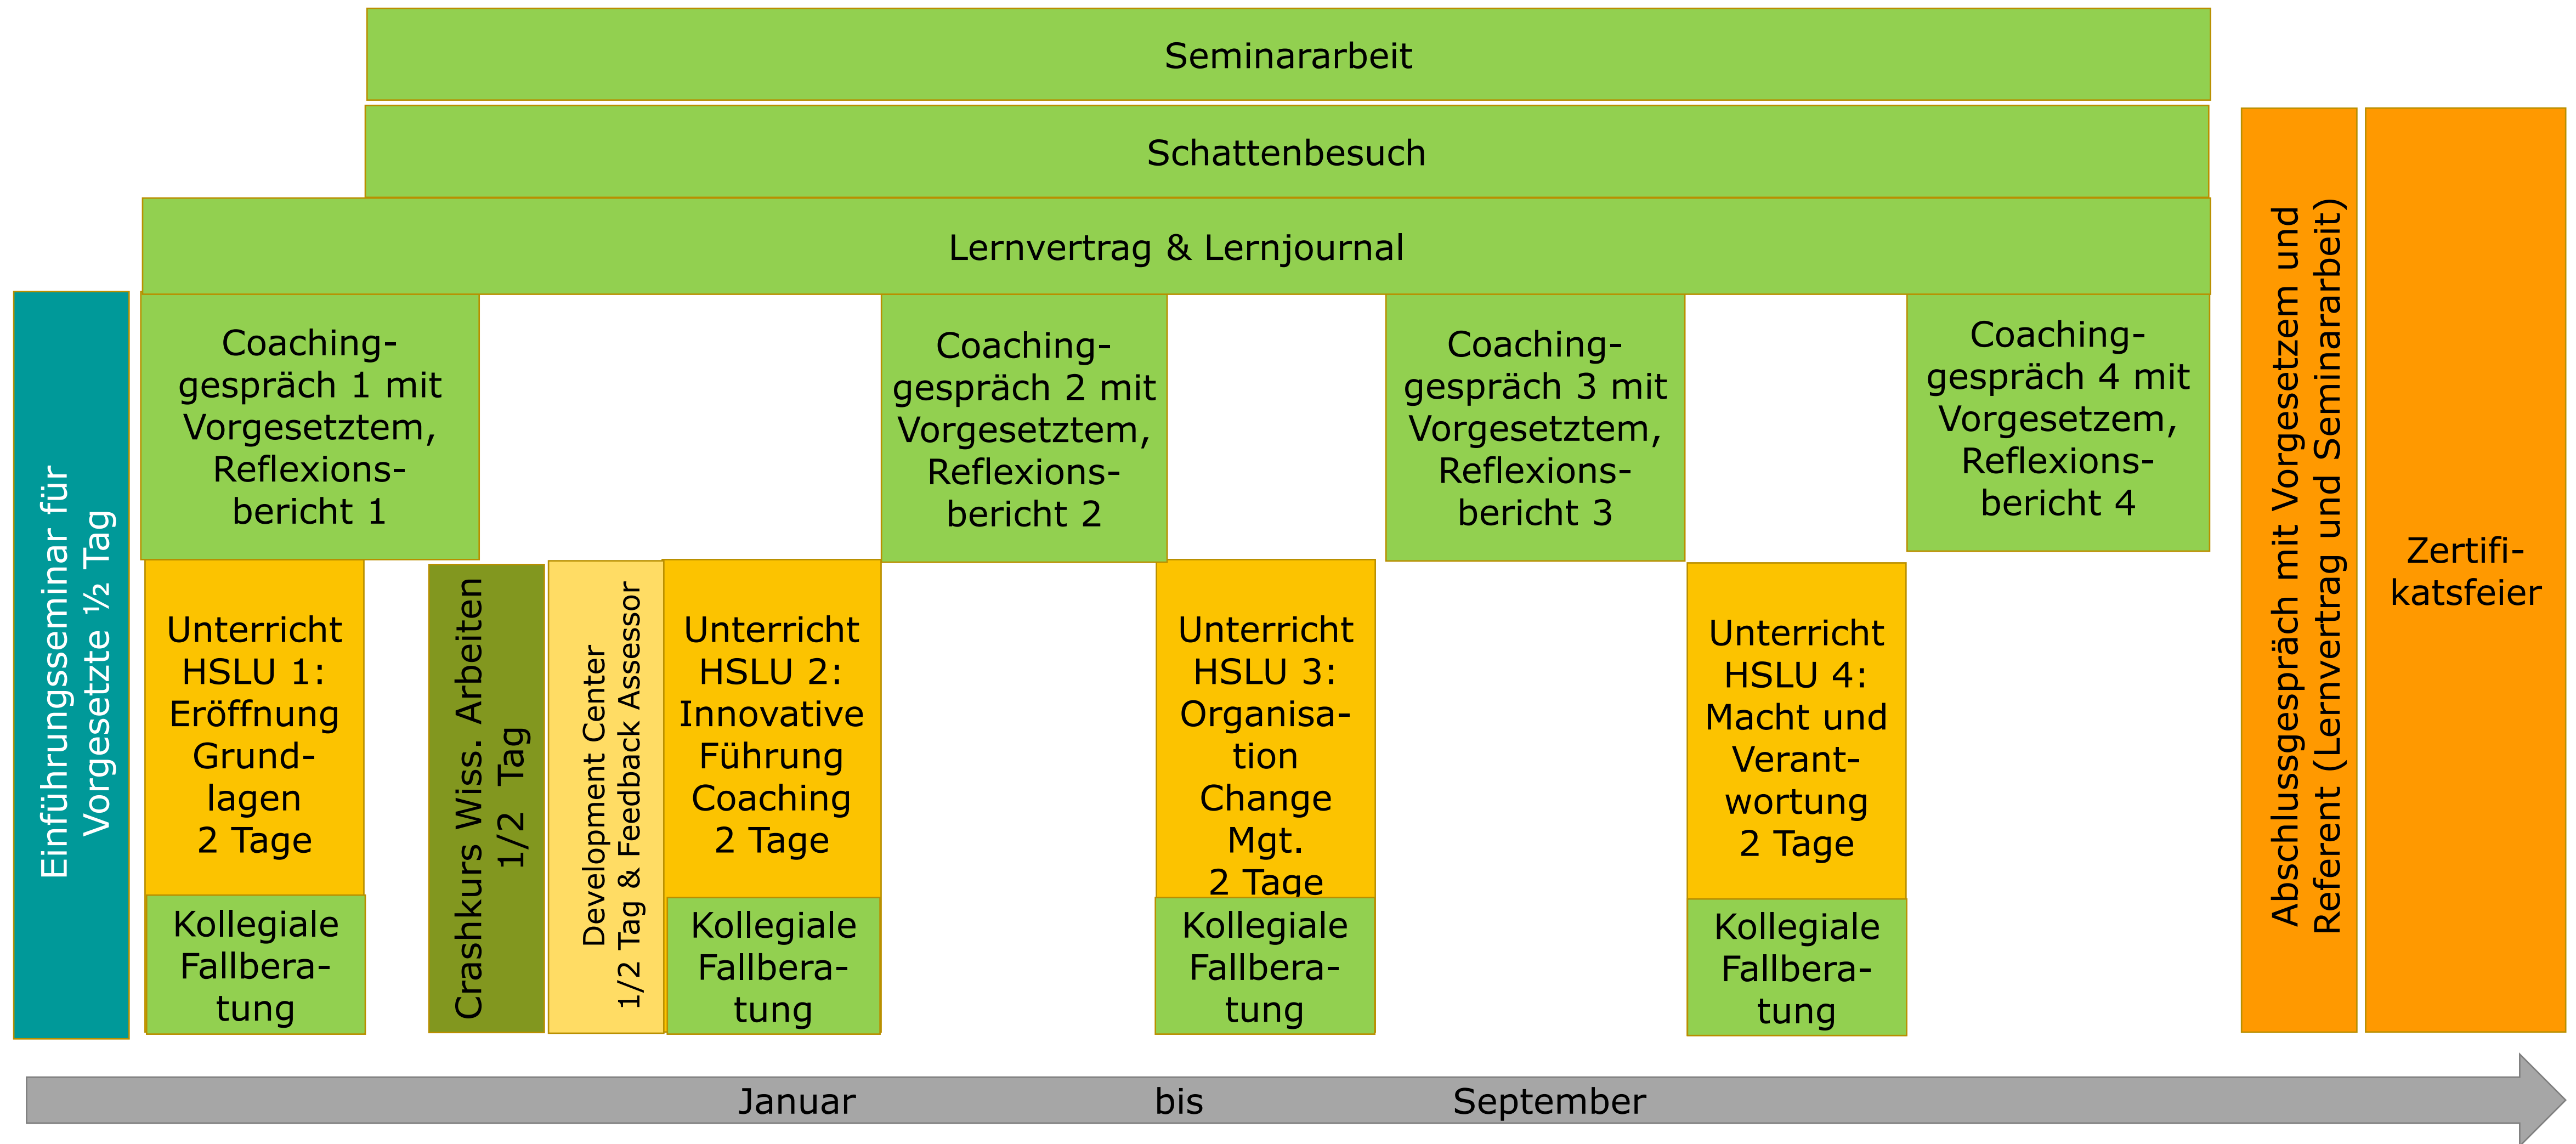 Seminararbeit
Schattenbesuch
Lernvertrag & Lernjournal
Einführungsseminar für
Vorgesetzte ½ Tag
Coaching-
gespräch 1 mit
Vorgesetztem,
Reflexions-
bericht 1
Coaching-
gespräch 2 mit
Vorgesetztem,
Reflexions-
bericht 2
Coaching-
gespräch 3 mit
Vorgesetztem,
Reflexions-
bericht 3
Coaching-
gespräch 4 mit
Vorgesetzem,
Reflexions-
bericht 4
Unterricht
HSLU 1:
Eröffnung
Grund-
lagen
2 Tage
Kollegiale
Fallbera-
tung
Crashkurs Wiss. Arbeiten
1/2 Tag
Development Center
1/2 Tag & Feedback Assessor
Unterricht
HSLU 2:
Innovative
Führung
Coaching
2 Tage
Kollegiale
Fallbera-
tung
Unterricht
HSLU 3:
Organisa-
tion
Change
Mgt.
2 Tage
Kollegiale
Fallbera-
tung
Unterricht
HSLU 4:
Macht und
Verant-
wortung
2 Tage
Kollegiale
Fallbera-
tung
Abschlussgespräch mit Vorgesetzem und
Referent (Lernvertrag und Seminararbeit)
Zertifi-
katsfeier
Januar bis September